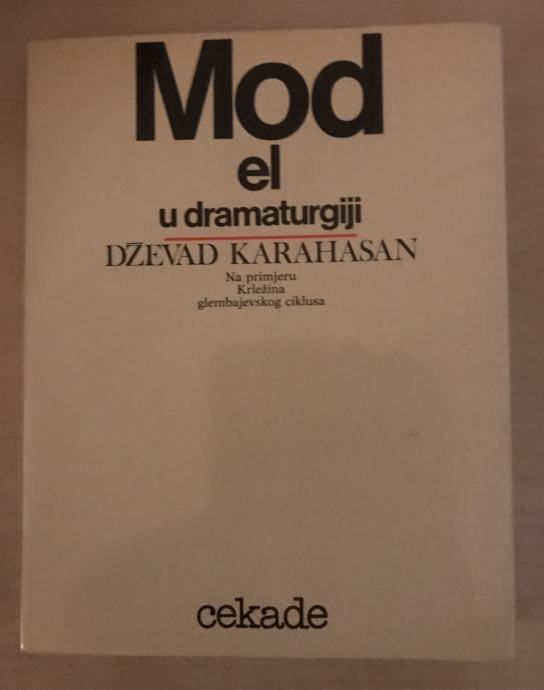 Mod
el
u dramaturgiji
DŽEVAD KARAHASAN
Na primjeru
Krležina
glembajevskog ciklusa
cekade